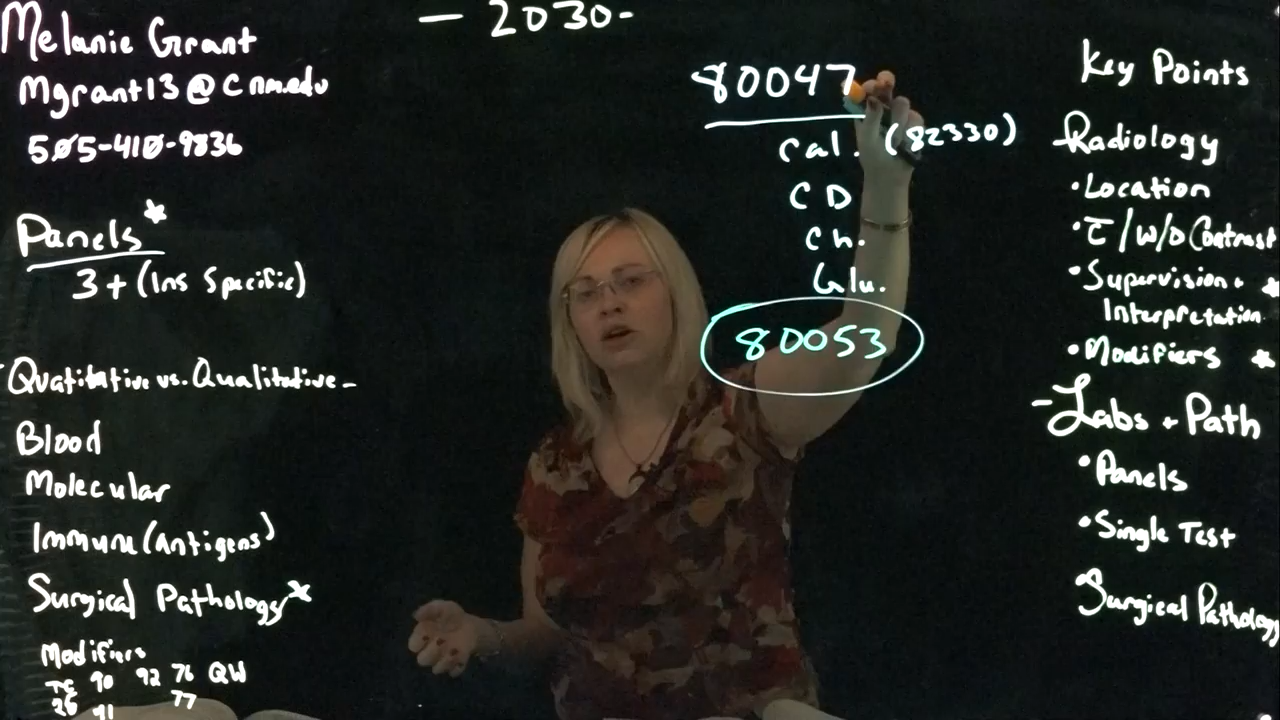 Melanie Grant
Mgrant13@cnm.edu
505-410-9836
Panels*
3+ (Ins Specific)
Quatitative vs. Qualitative-
Blood
Molecular
Immune (antigens)
Surgical Pathology*
Modifiers
TC 90 92 76 QW
26 91 77
- 2030-
80047
Cal. (82330)
CD
Ch.
Glu.
80053
Key Points
Radiology
• Location
• C/W/O Contrast
• Supervision + *
Interpretation
• Modifiers *
- Labs + Path
• Panels
• Single Test
• Surgical Pathology